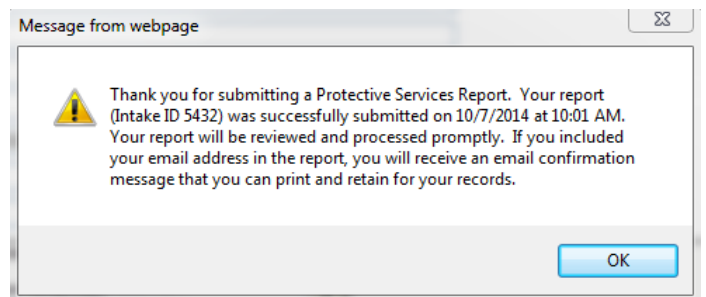 Message from webpage
Thank you for submitting a Protective Services Report.  Your report
(Intake ID 5432) was successfully submitted on 10/7/2014 at 10:01 AM.
Your report will be reviewed and processed promptly.  If you included
your email address in the report, you will receive an email confirmation
message that you can print and retain for your records.
OK